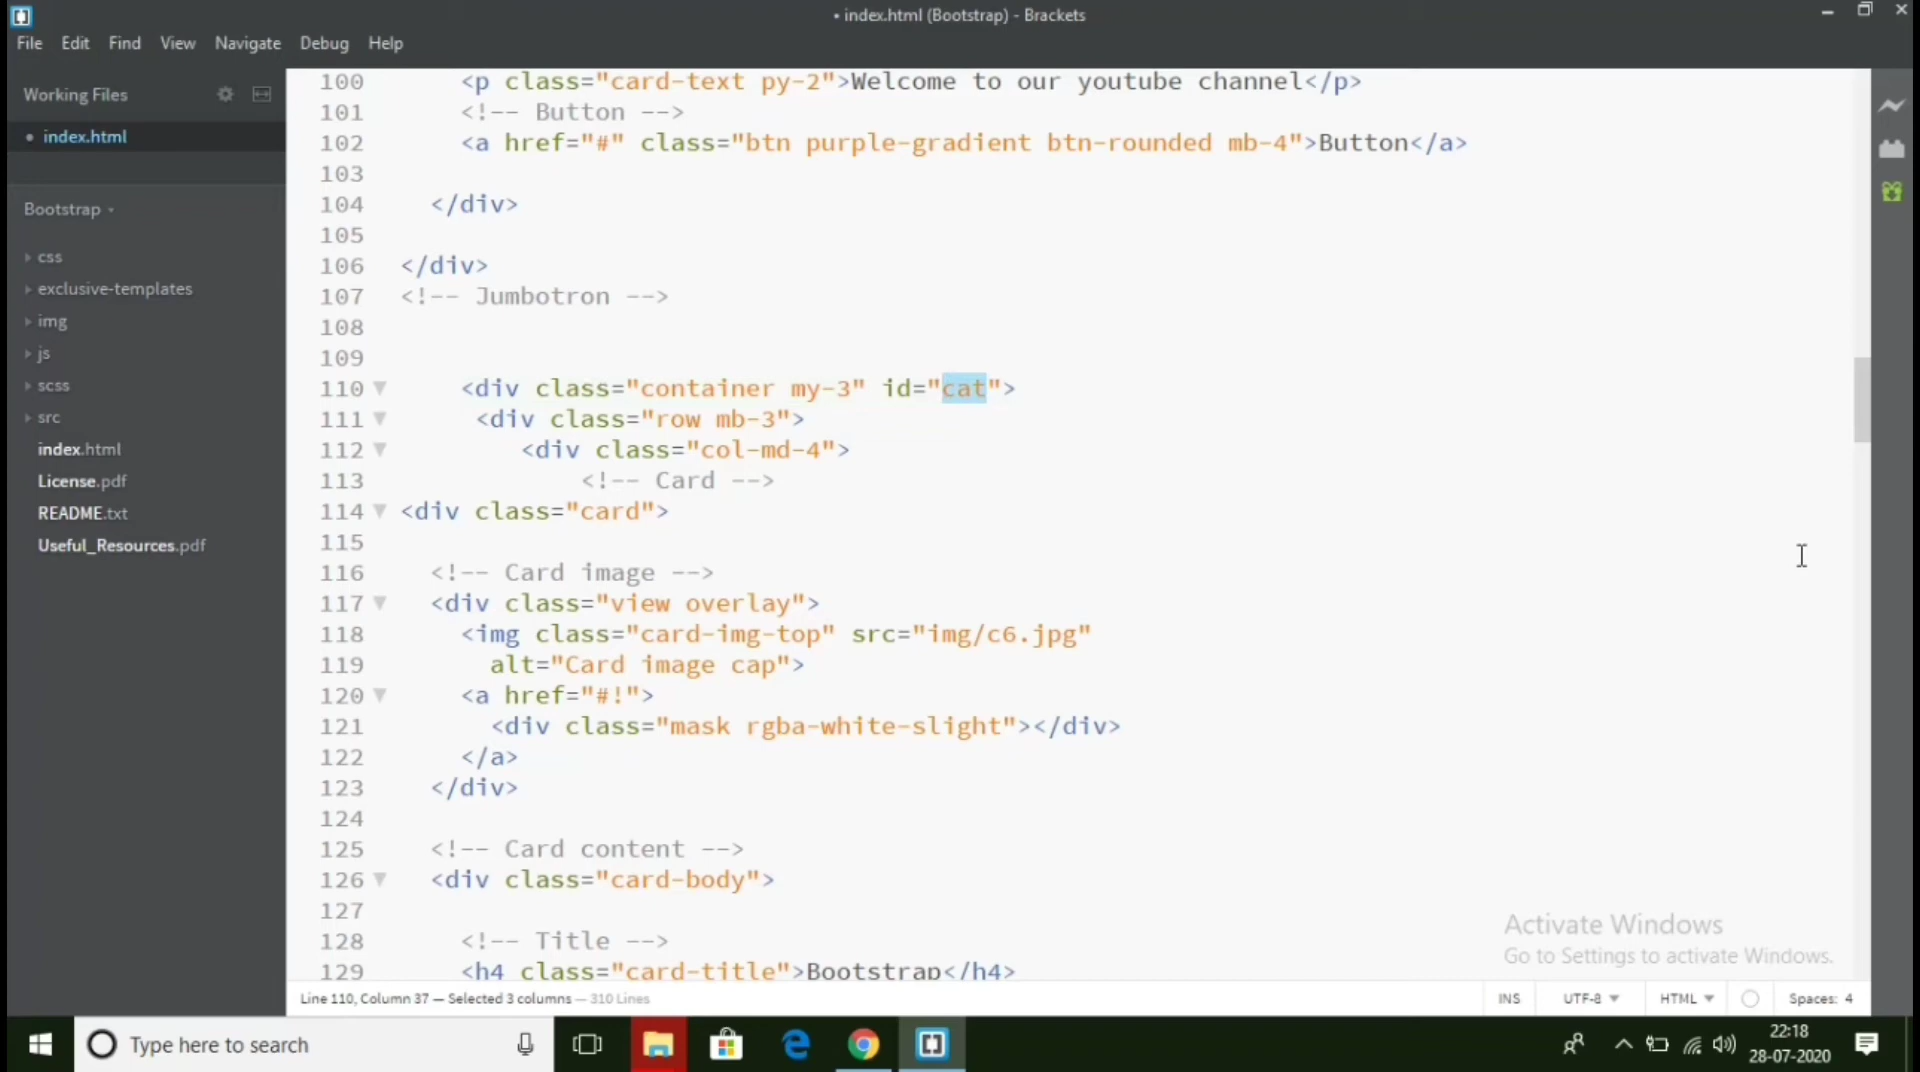 • index.html (Bootstrap) - Brackets
File Edit Find View Navigate Debug Help
Working Files
• index.html
Bootstrap
css
exclusive-templates
img
js
scss
src
index.html
License.pdf
README.txt
Useful_Resources.pdf
100 <p class="card-text py-2">Welcome to our youtube channel</p>
101 <!-- Button -->
102 <a href="#" class="btn purple-gradient btn-rounded mb-4">Button</a>
103
104 </div>
105
106 </div>
107 <!-- Jumbotron -->
108
109
110 <div class="container my-3" id="cat">
111 <div class="row mb-3">
112 <div class="col-md-4">
113 <!-- Card -->
114 <div class="card">
115
116 <!-- Card image -->
117 <div class="view overlay">
118 <img class="card-img-top" src="img/c6.jpg"
119 alt="Card image cap">
120 <a href="#!">
121 <div class="mask rgba-white-slight"></div>
122 </a>
123 </div>
124
125 <!-- Card content -->
126 <div class="card-body">
127
128 <!-- Title -->
129 <h4 class="card-title">Bootstrap</h4>
Activate Windows
Go to Settings to activate Windows.
Line 110, Column 37 — Selected 3 columns — 310 Lines
INS UTF-8 HTML Spaces: 4
Type here to search
22:18
28-07-2020